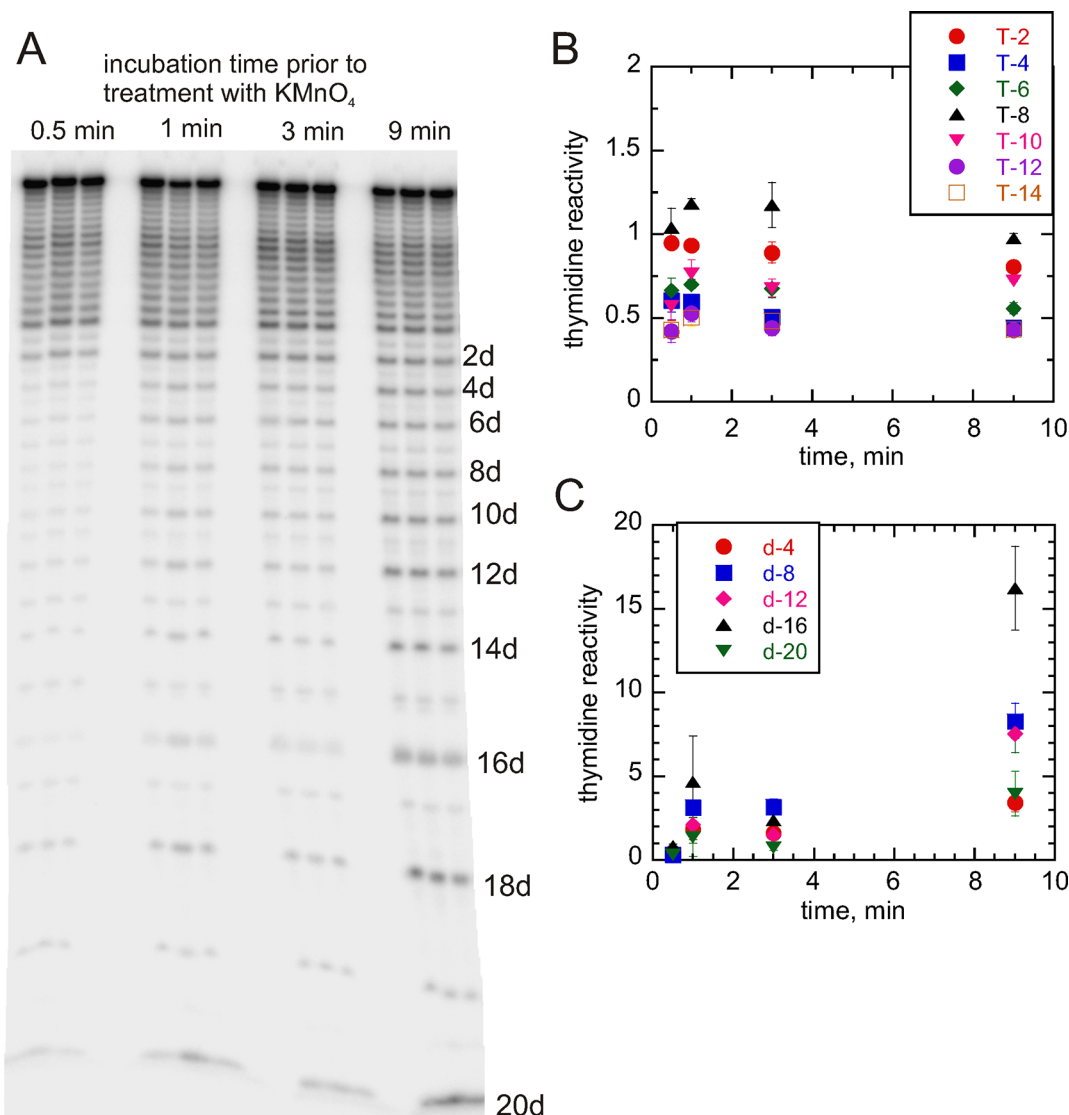 A
incubation time prior to
treatment with KMnO₄
0.5 min 1 min 3 min 9 min
2d
4d
6d
8d
10d
12d
14d
16d
18d
20d
B
T-2
T-4
T-6
T-8
T-10
T-12
T-14
2
1.5
1
0.5
0
thymidine reactivity
0 2 4 6 8 10
time, min
C
d-4
d-8
d-12
d-16
d-20
20
15
10
5
0
thymidine reactivity
0 2 4 6 8 10
time, min